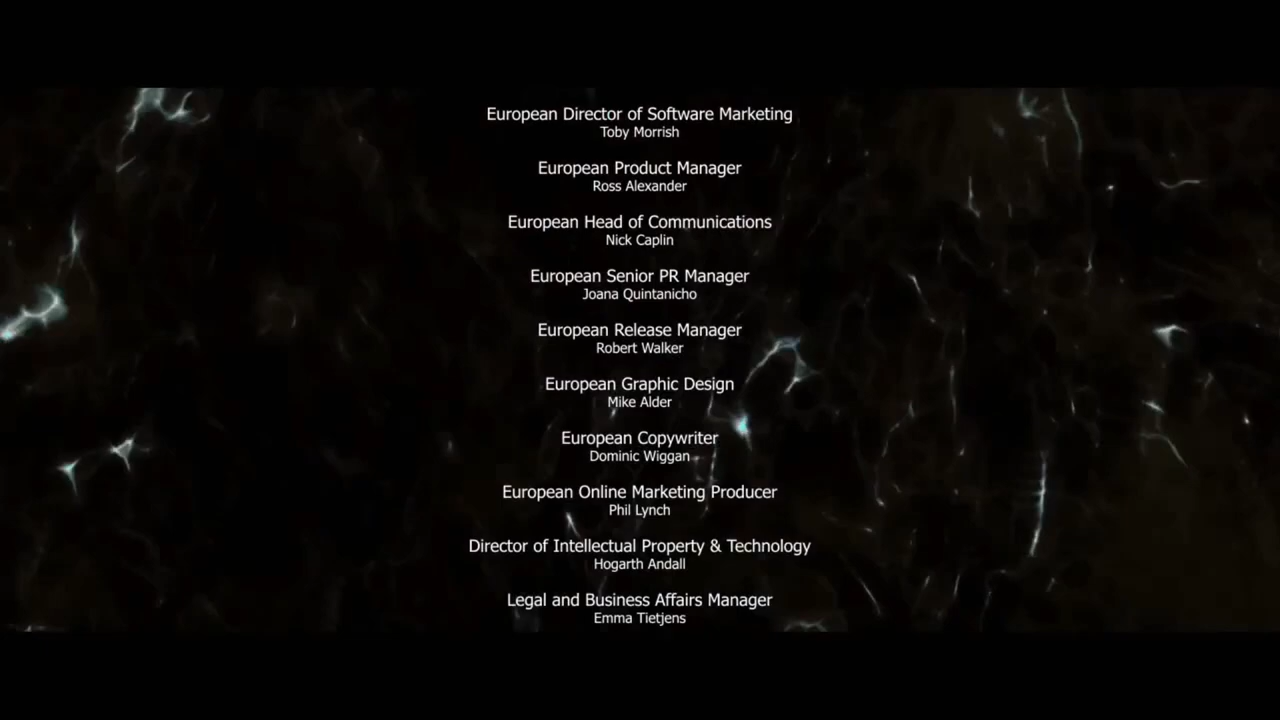 European Director of Software Marketing
Toby Morrish
European Product Manager
Ross Alexander
European Head of Communications
Nick Caplin
European Senior PR Manager
Joana Quintanicho
European Release Manager
Robert Walker
European Graphic Design
Mike Alder
European Copywriter
Dominic Wiggan
European Online Marketing Producer
Phil Lynch
Director of Intellectual Property & Technology
Hogarth Andall
Legal and Business Affairs Manager
Emma Tietjens